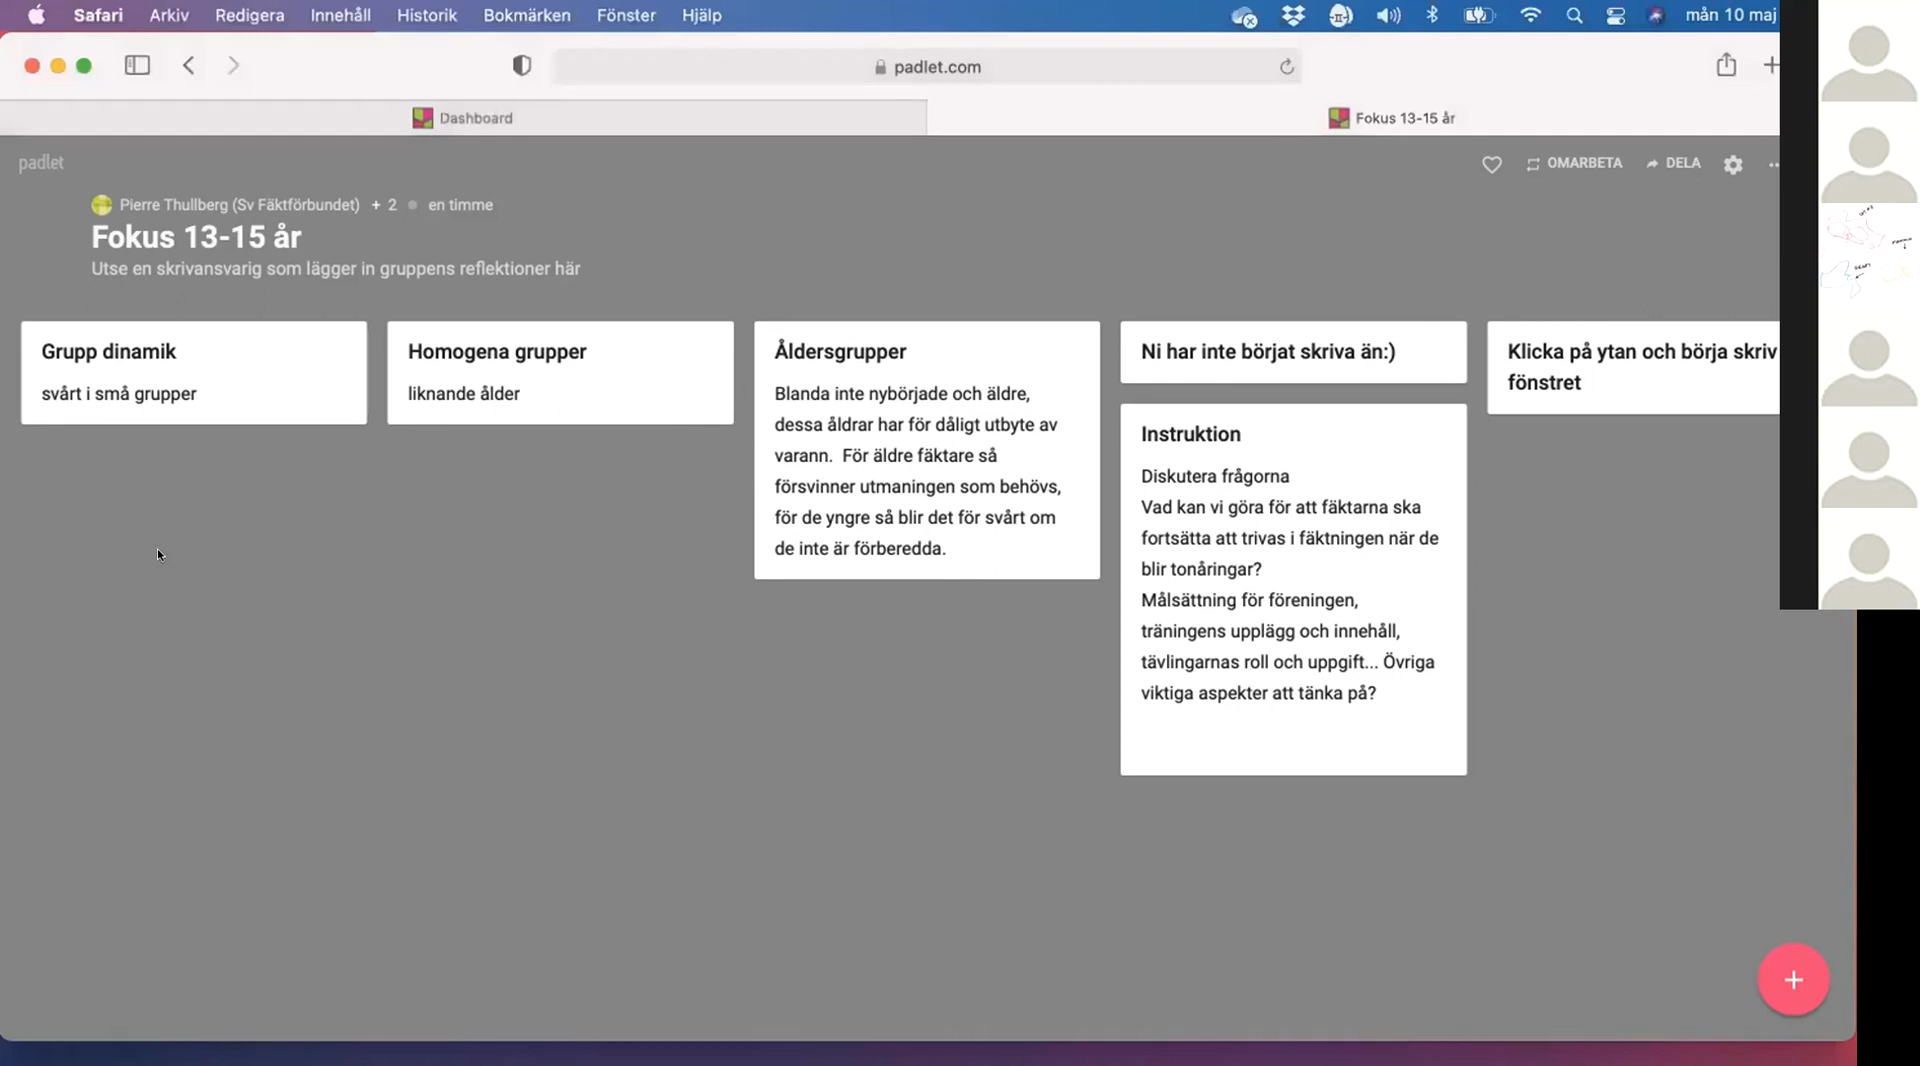 Safari Arkiv Redigera Innehåll Historik Bokmärken Fönster Hjälp mån 10 maj
padlet.com
Dashboard
Fokus 13-15 år
padlet
OMARBETA DELA
Pierre Thullberg (Sv Fäktförbundet) + 2 en timme
Fokus 13-15 år
Utse en skrivansvarig som lägger in gruppens reflektioner här
Grupp dinamik
svårt i små grupper
Homogena grupper
liknande ålder
Åldersgrupper
Blanda inte nybörjade och äldre,
dessa åldrar har för dåligt utbyte av
varann. För äldre fäktare så
försvinner utmaningen som behövs,
för de yngre så blir det för svårt om
de inte är förberedda.
Ni har inte börjat skriva än:)
Instruktion
Diskutera frågorna
Vad kan vi göra för att fäktarna ska
fortsätta att trivas i fäktningen när de
blir tonåringar?
Målsättning för föreningen,
träningens upplägg och innehåll,
tävlingarnas roll och uppgift... Övriga
viktiga aspekter att tänka på?
Klicka på ytan och börja skriv
fönstret